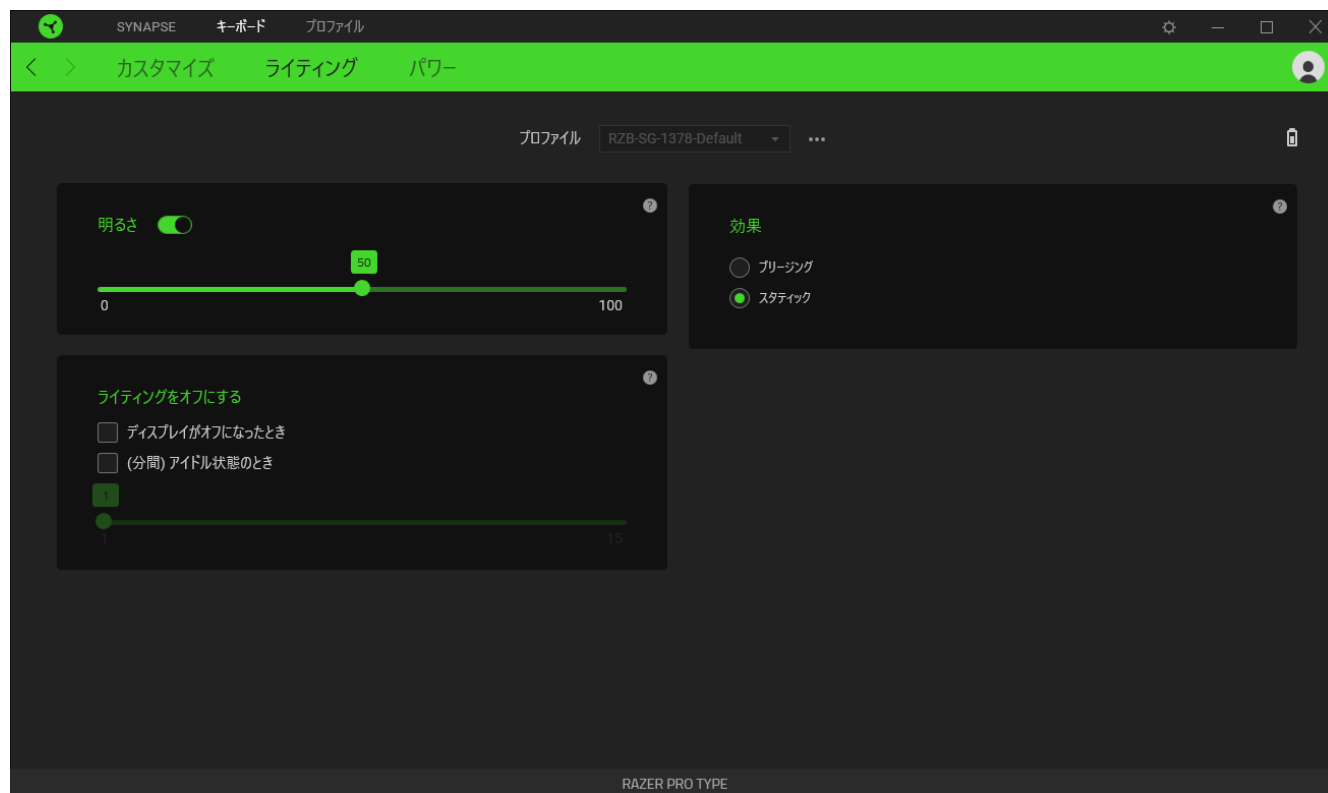 SYNAPSE キーボード プロファイル
カスタマイズ ライティング パワー
プロファイル RZB-SG-1378-Default
明るさ
50
0 100
効果
ブリージング
スタティック
ライティングをオフにする
ディスプレイがオフになったとき
(分間) アイドル状態のとき
1
1 15
RAZER PRO TYPE